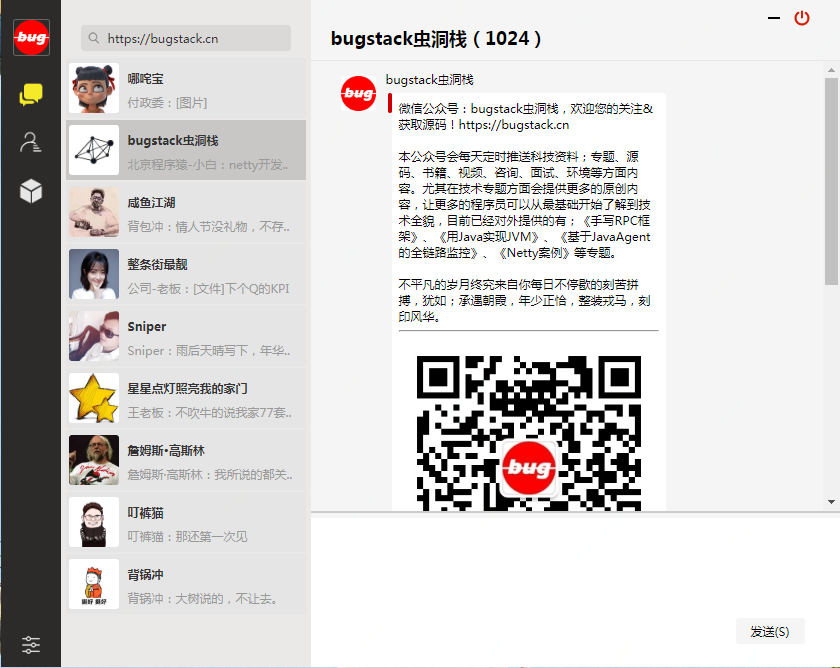 bug
https://bugstack.cn
哪咤宝
付政委：[图片]
bugstack虫洞栈
北京程序猿-小白：netty开发..
咸鱼江湖
背包冲：情人节没礼物，不存..
整条街最靓
公司-老板：[文件]下个Q的KPI
Sniper
Sniper：雨后天晴写下，年华..
星星点灯照亮我的家门
王老板：不吹牛的说我家77套..
詹姆斯·高斯林
詹姆斯·高斯林：我所说的都关..
叮裤猫
叮裤猫：那还第一次见
背锅冲
背锅冲：大树说的，不让去。
bugstack虫洞栈（1024）
bug
bugstack虫洞栈
微信公众号：bugstack虫洞栈，欢迎您的关注&
获取源码！https://bugstack.cn
本公众号会每天定时推送科技资料；专题、源
码、书籍、视频、咨询、面试、环境等方面内
容。尤其在技术专题方面会提供更多的原创内
容，让更多的程序员可以从最基础开始了解到技
术全貌，目前已经对外提供的有；《手写RPC框
架》、《用Java实现JVM》、《基于JavaAgent
的全链路监控》、《Netty案例》等专题。
不平凡的岁月终究来自你每日不停歇的刻苦拼
搏，犹如；承遇朝霞，年少正恰，整装戎马，刻
印风华。
bug
发送(S)